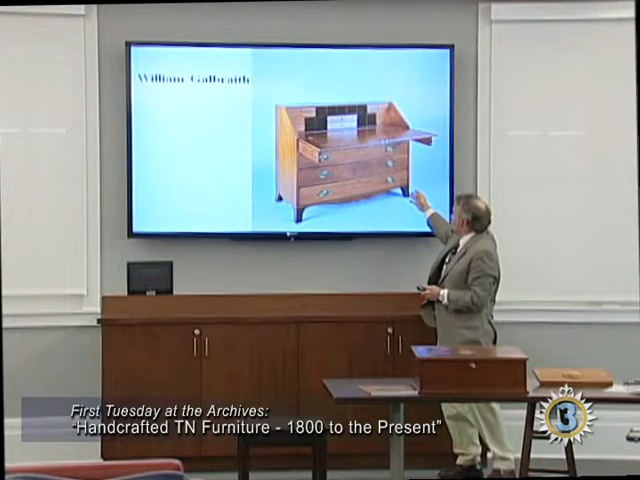 William Galbraith
First Tuesday at the Archives:
"Handcrafted TN Furniture - 1800 to the Present"
3